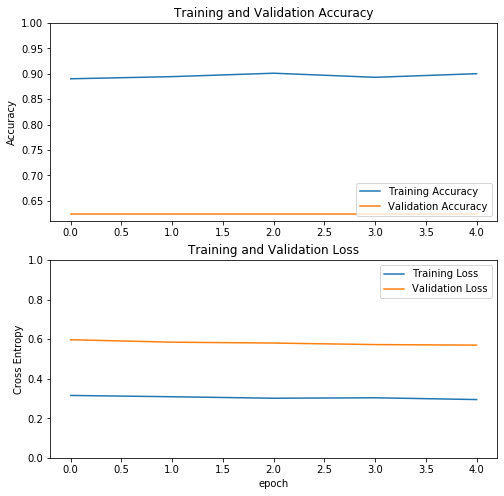 Training and Validation Accuracy
1.00
0.95
0.90
0.85
0.80
0.75
0.70
0.65
Accuracy
Training Accuracy
Validation Accuracy
0.0 0.5 1.0 1.5 2.0 2.5 3.0 3.5 4.0
Training and Validation Loss
1.0
0.8
0.6
0.4
0.2
0.0
Cross Entropy
Training Loss
Validation Loss
0.0 0.5 1.0 1.5 2.0 2.5 3.0 3.5 4.0
epoch